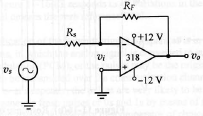 R_F
R_s
v_i
+12 V
318
v_o
v_s
−
+
−12 V